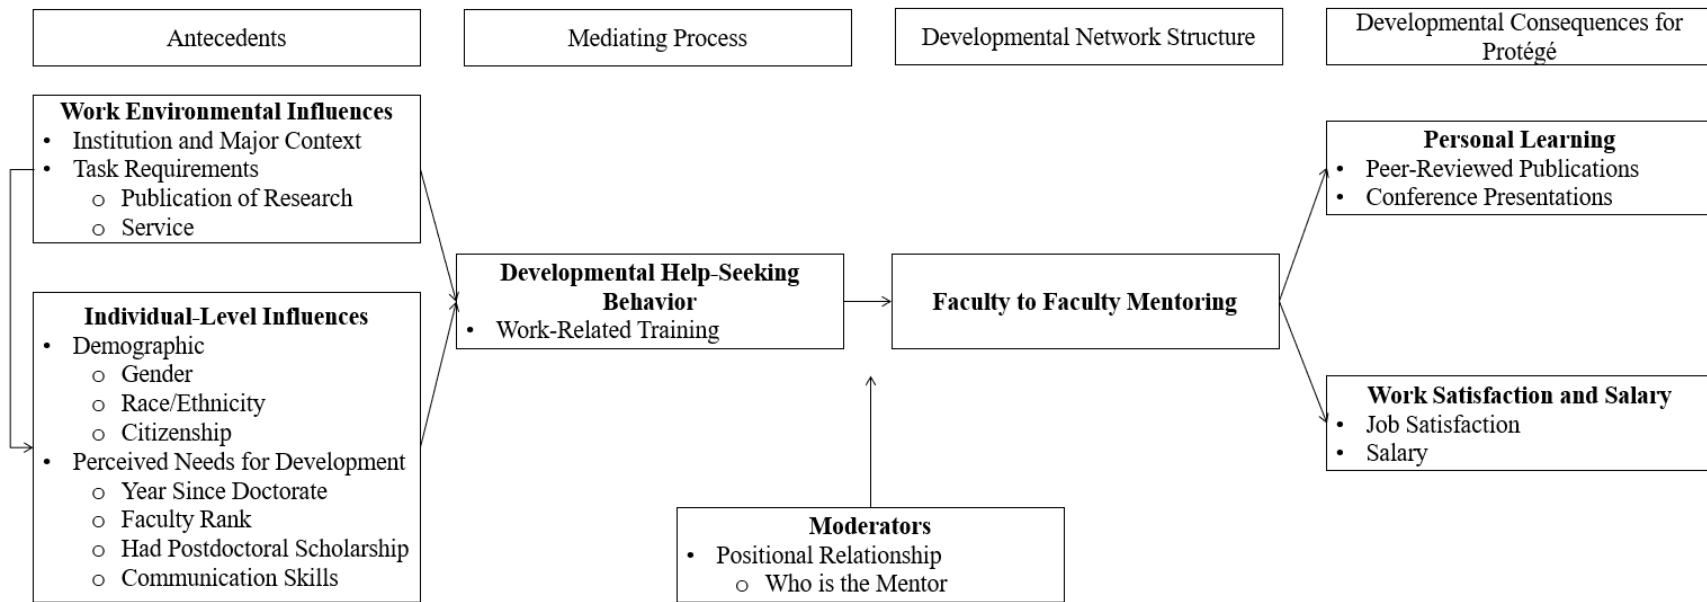 Antecedents
Mediating Process
Developmental Network Structure
Developmental Consequences for
Protégé
Work Environmental Influences
• Institution and Major Context
• Task Requirements
o Publication of Research
o Service
Individual-Level Influences
• Demographic
o Gender
o Race/Ethnicity
o Citizenship
• Perceived Needs for Development
o Year Since Doctorate
o Faculty Rank
o Had Postdoctoral Scholarship
o Communication Skills
Developmental Help-Seeking
Behavior
• Work-Related Training
Faculty to Faculty Mentoring
Moderators
• Positional Relationship
o Who is the Mentor
Personal Learning
• Peer-Reviewed Publications
• Conference Presentations
Work Satisfaction and Salary
• Job Satisfaction
• Salary